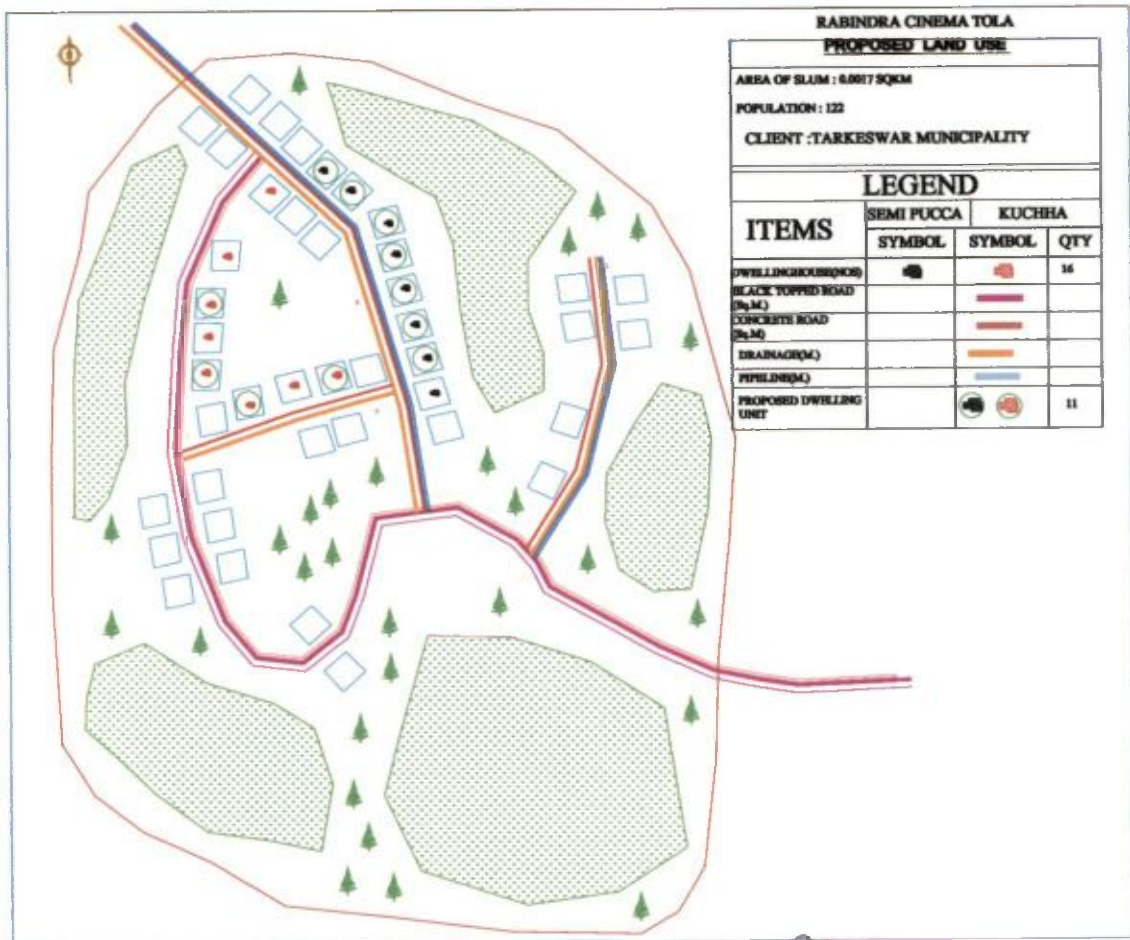 RABINDRA CINEMA TOLA
PROPOSED LAND USE
AREA OF SLUM : 0.0017 SQKM
POPULATION : 122
CLIENT :TARKESWAR MUNICIPALITY
LEGEND
ITEMS SEMI PUCCA KUCHHA
SYMBOL SYMBOL QTY
DWELLINGHOUSE(NOS) 16
BLACK TOPPED ROAD
(Sq.M.)
CONCRETE ROAD
(Sq.M)
DRAINAGE(M.)
PIPELINE(M.)
PROPOSED DWELLING
UNIT 11